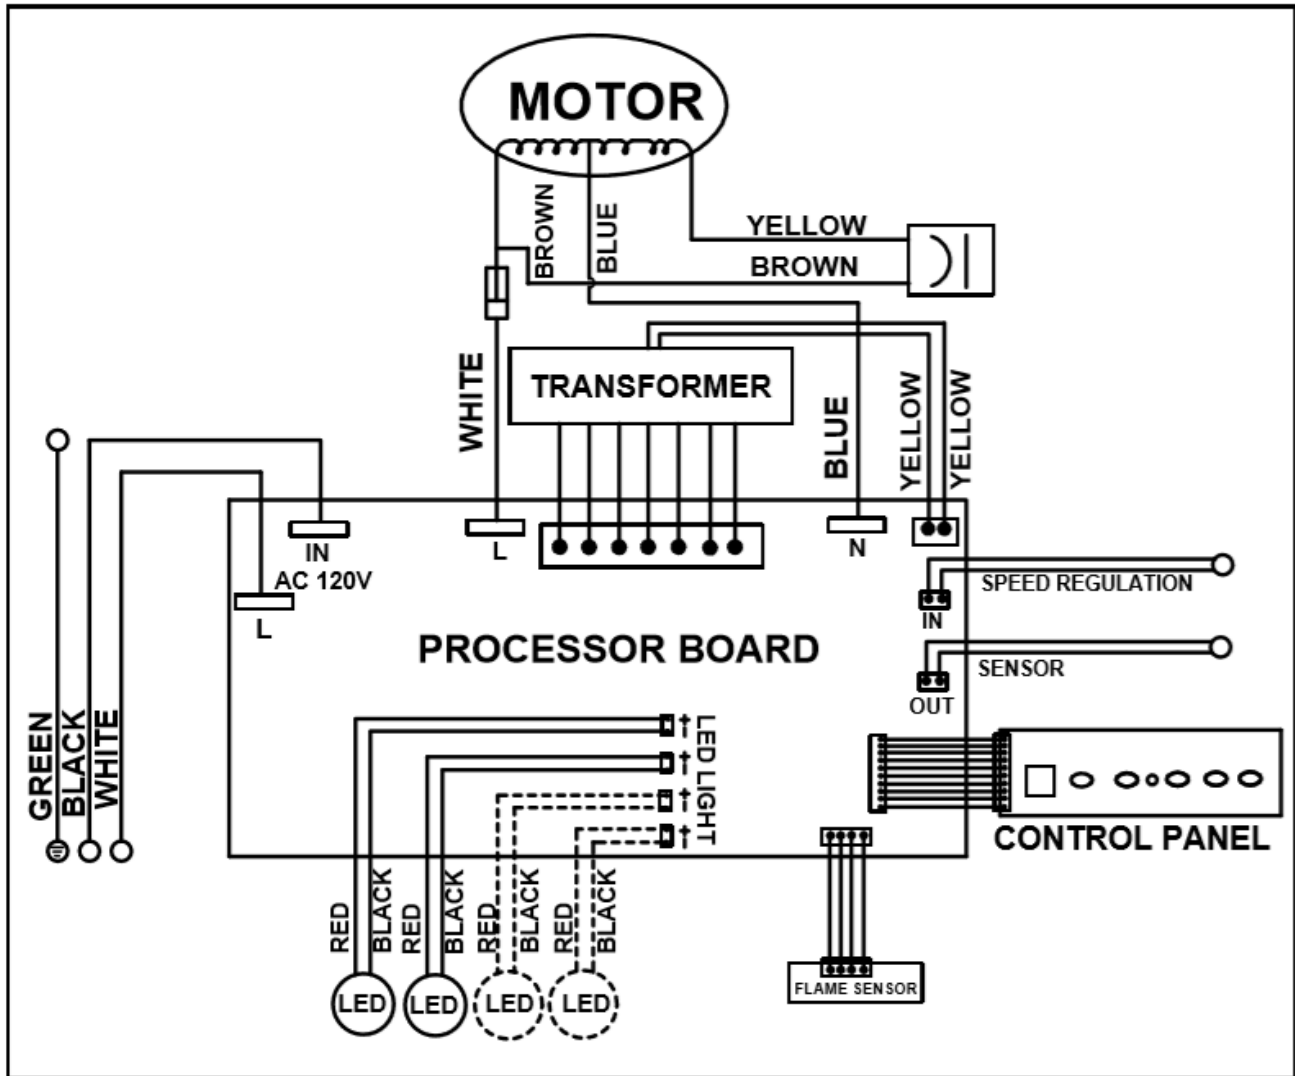 MOTOR
BROWN
BLUE
YELLOW
BROWN
WHITE
TRANSFORMER
BLUE
YELLOW
YELLOW
IN
AC 120V
L
L
N
SPEED REGULATION
IN
SENSOR
OUT
PROCESSOR BOARD
GREEN
BLACK
WHITE
LED LIGHT
+
-
+
-
+
-
+
-
CONTROL PANEL
RED
BLACK
RED
BLACK
RED
BLACK
RED
BLACK
LED
LED
LED
LED
FLAME SENSOR